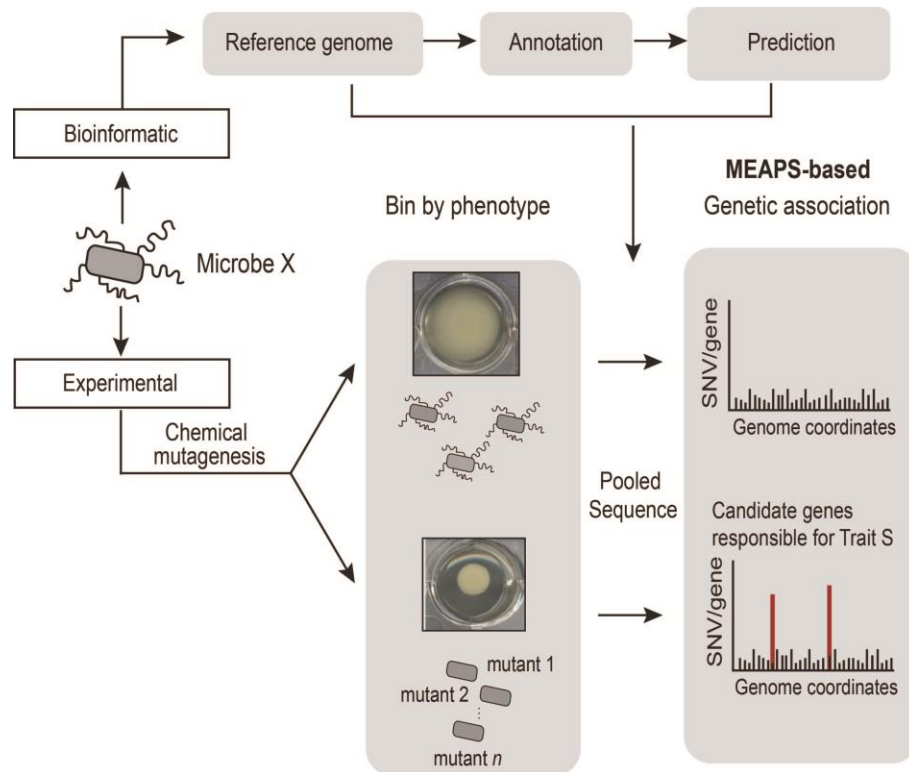 Reference genome
Annotation
Prediction
Bioinformatic
Microbe X
Experimental
Chemical
mutagenesis
Bin by phenotype
MEAPS-based
Genetic association
SNV/gene
Genome coordinates
Pooled
Sequence
Candidate genes
responsible for Trait S
SNV/gene
Genome coordinates
mutant 1
mutant 2
mutant n